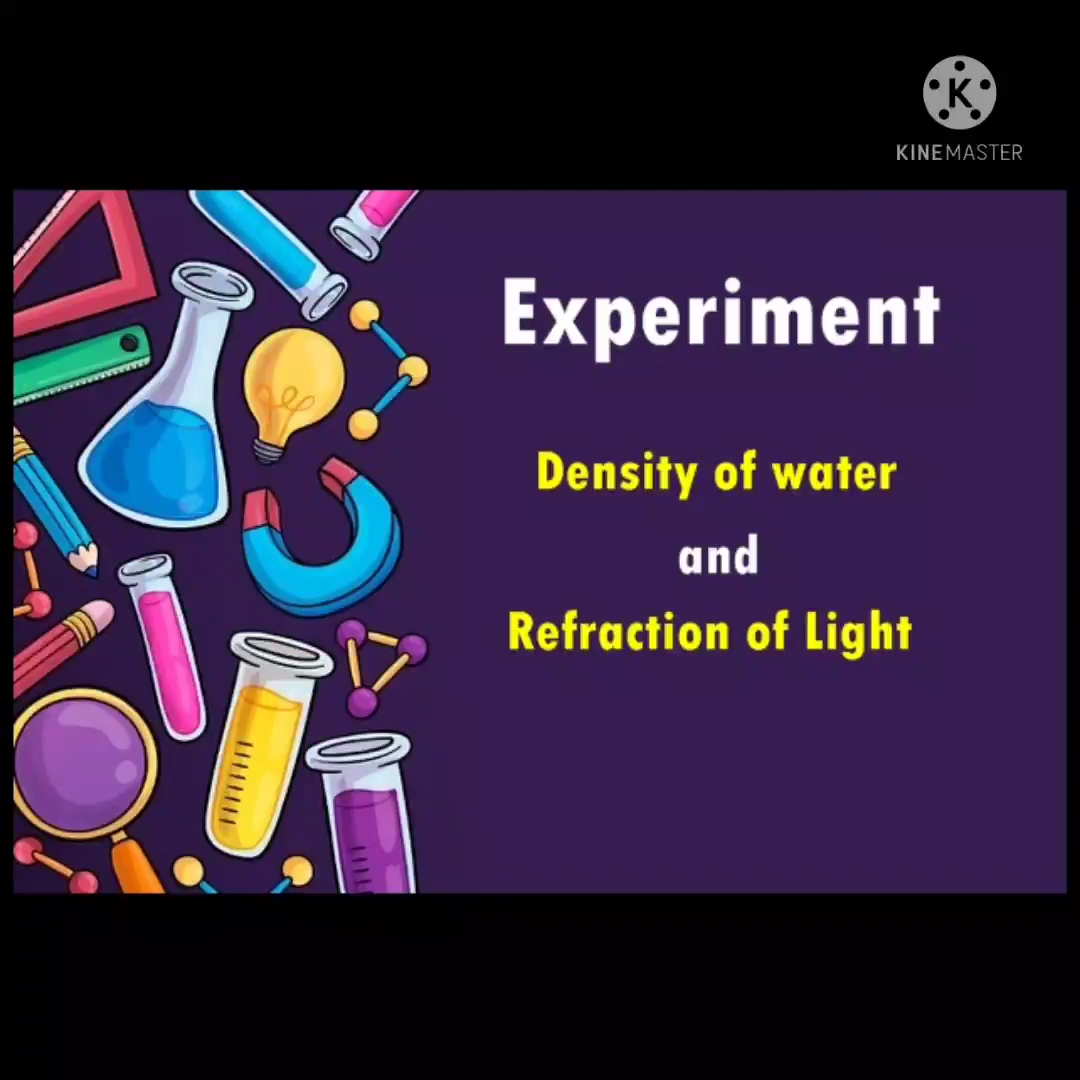 K
KINEMASTER
Experiment
Density of water
and
Refraction of Light